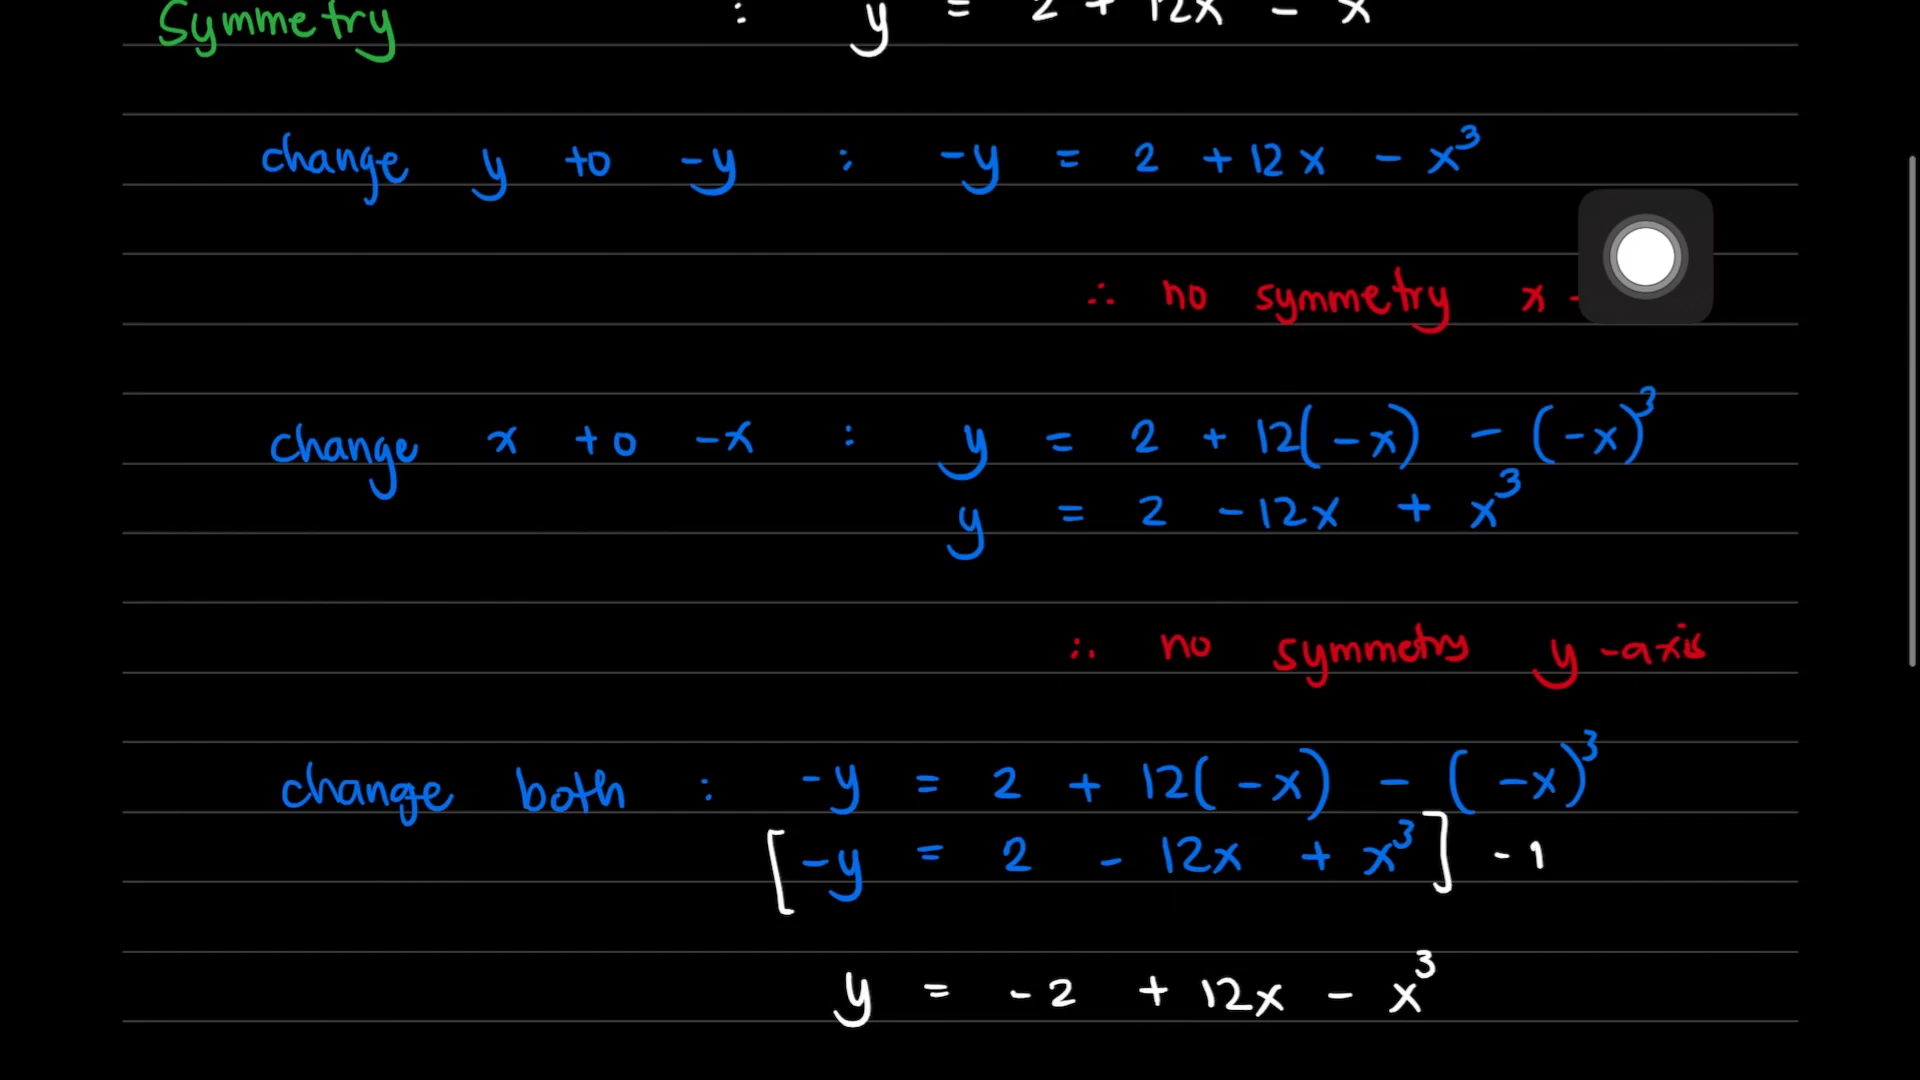 Symmetry : y = 2 + 12x - x
change y to -y : -y = 2 + 12x - x³
∴ no symmetry x -
change x to -x : y = 2 + 12(-x) - (-x)³
y = 2 - 12x + x³
∴ no symmetry y-axis
change both : -y = 2 + 12(-x) - (-x)³
[-y = 2 - 12x + x³] -1
y = -2 + 12x - x³